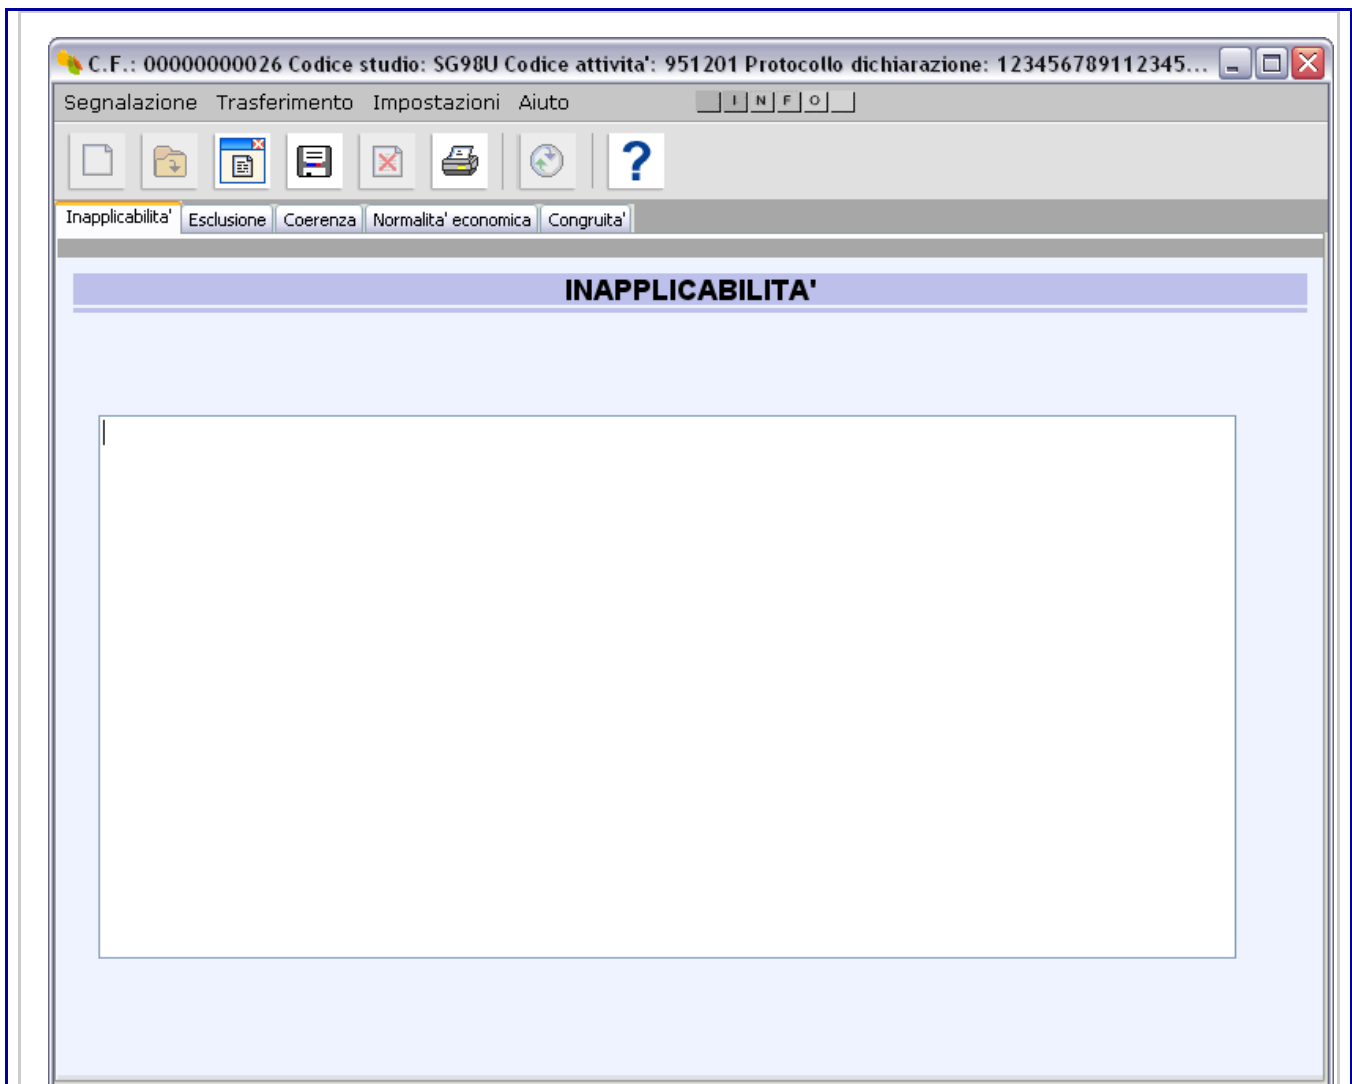 C.F.: 00000000026 Codice studio: SG98U Codice attivita': 951201 Protocollo dichiarazione: 123456789112345...
Segnalazione Trasferimento Impostazioni Aiuto I N F O
?
Inapplicabilita' Esclusione Coerenza Normalita' economica Congruita'
INAPPLICABILITA'